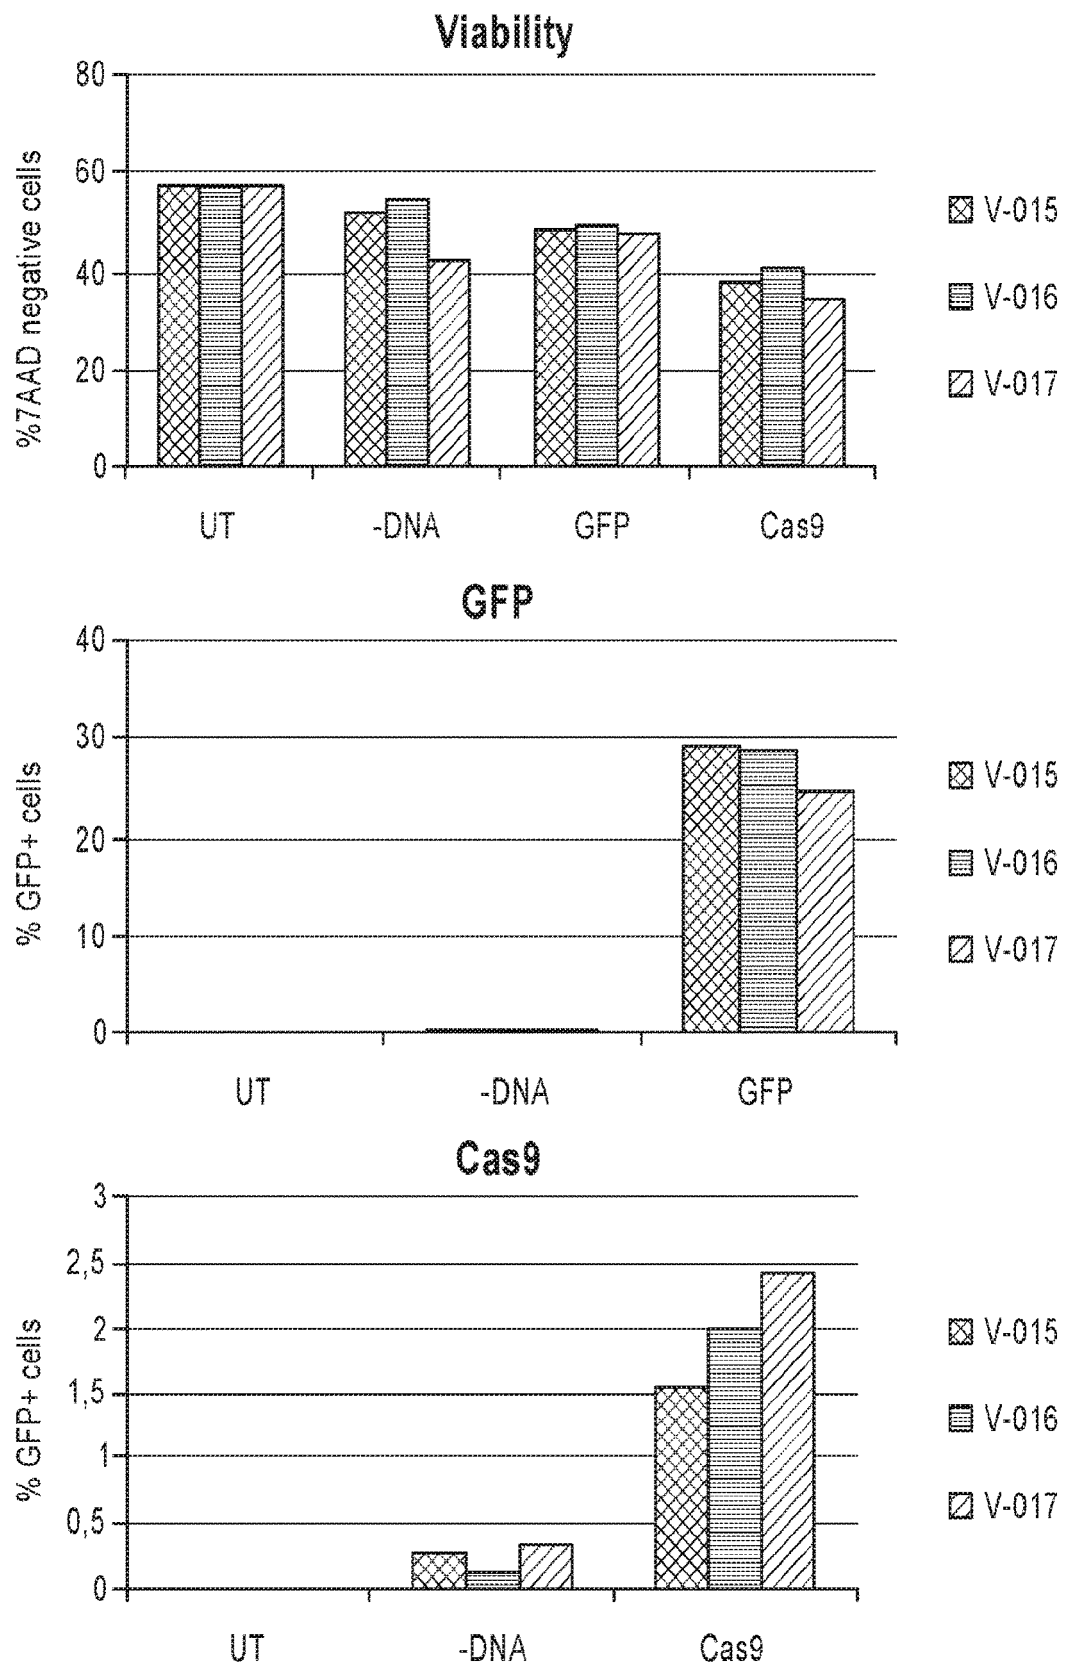 Viability
%7AAD negative cells
80
60
40
20
0
UT
-DNA
GFP
Cas9
V-015
V-016
V-017
GFP
% GFP+ cells
40
30
20
10
0
UT
-DNA
GFP
V-015
V-016
V-017
Cas9
% GFP+ cells
3
2,5
2
1,5
1
0,5
0
UT
-DNA
Cas9
V-015
V-016
V-017